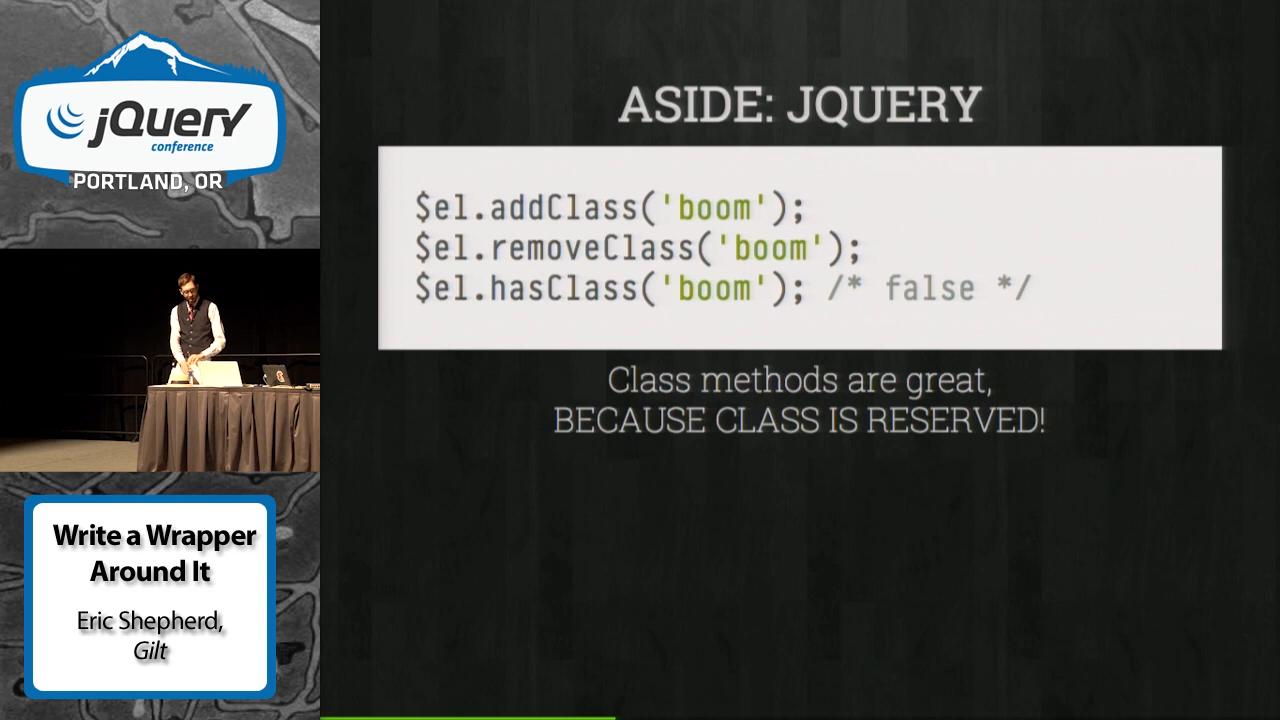 jQuery
conference
PORTLAND, OR
Write a Wrapper
Around It
Eric Shepherd,
Gilt
ASIDE: JQUERY
$el.addClass('boom');
$el.removeClass('boom');
$el.hasClass('boom'); /* false */
Class methods are great,
BECAUSE CLASS IS RESERVED!